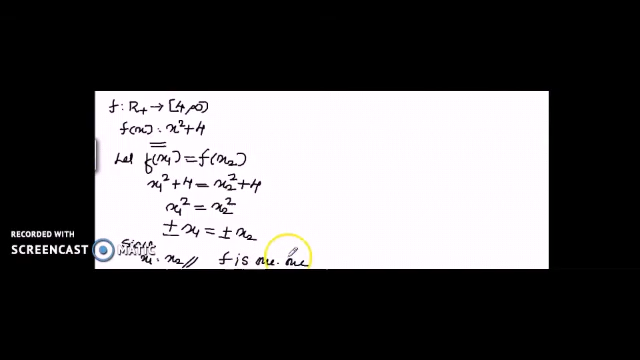 f : R₊ → [4,∞)
f(x) : x²+4
Let f(x₁) = f(x₂)
x₁²+4 = x₂²+4
x₁² = x₂²
± x₁ = ± x₂
Since
x₁ = x₂ // f is one-one
RECORDED WITH
SCREENCAST MATIC